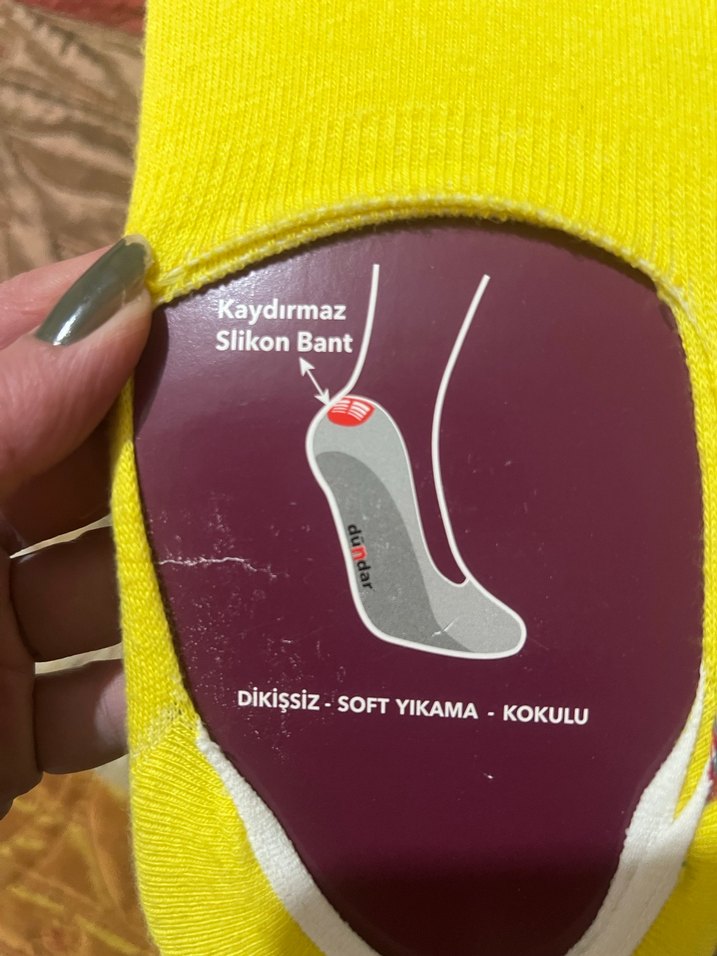 Kaydırmaz
Slikon Bant
dündar
DİKİŞSİZ - SOFT YIKAMA - KOKULU